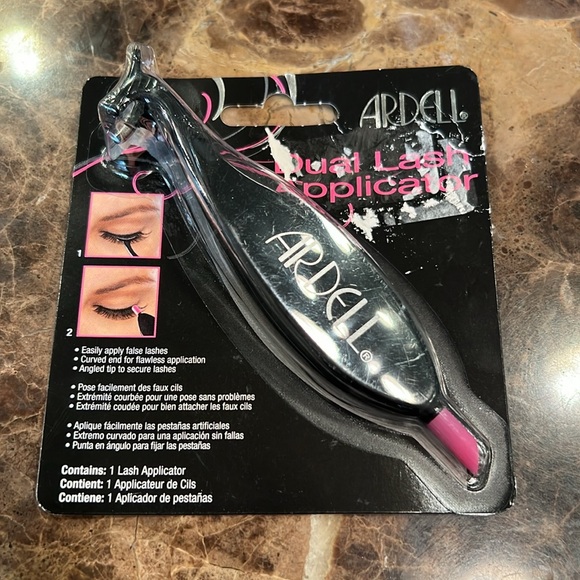 ARDELL
Dual Lash
Applicator
ARDELL®
1
2
• Easily apply false lashes
• Curved end for flawless application
• Angled tip to secure lashes
• Pose facilement des faux cils
• Extrémité courbée pour une pose sans problèmes
• Extrémité coudée pour bien attacher les faux cils
• Aplique fácilmente las pestañas artificiales
• Extremo curvado para una aplicación sin fallas
• Punta en ángulo para fijar las pestañas
Contains: 1 Lash Applicator
Contient: 1 Applicateur de Cils
Contiene: 1 Aplicador de pestañas